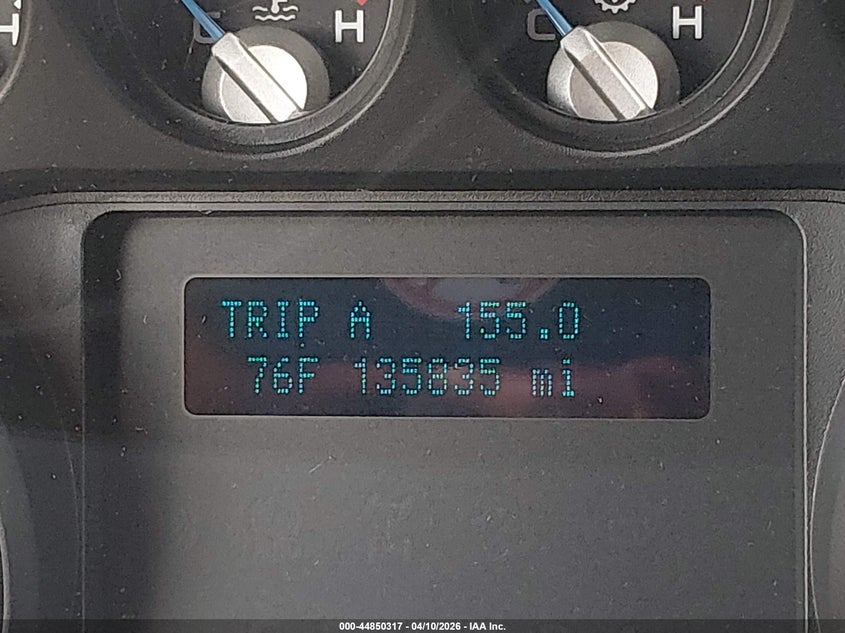 H
C H
C H
TRIP A 155.0
76F 135835 mi
000-44850317 - 04/10/2026 - IAA Inc.